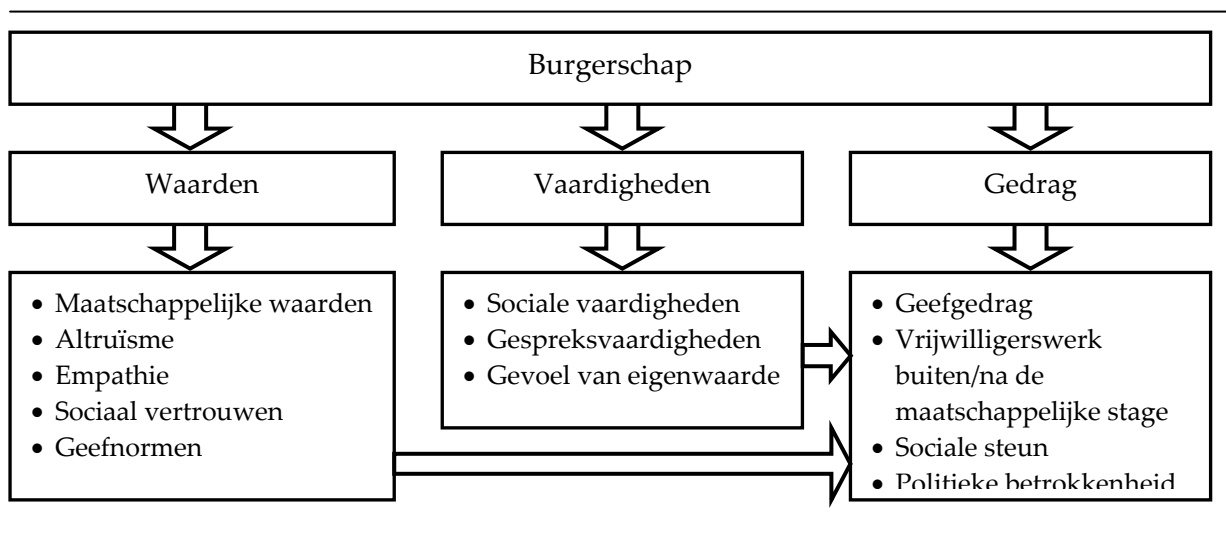 Burgerschap
Waarden
Vaardigheden
Gedrag
• Maatschappelijke waarden
• Altruïsme
• Empathie
• Sociaal vertrouwen
• Geefnormen
• Sociale vaardigheden
• Gespreksvaardigheden
• Gevoel van eigenwaarde
• Geefgedrag
• Vrijwilligerswerk
buiten/na de
maatschappelijke stage
• Sociale steun
• Politieke betrokkenheid